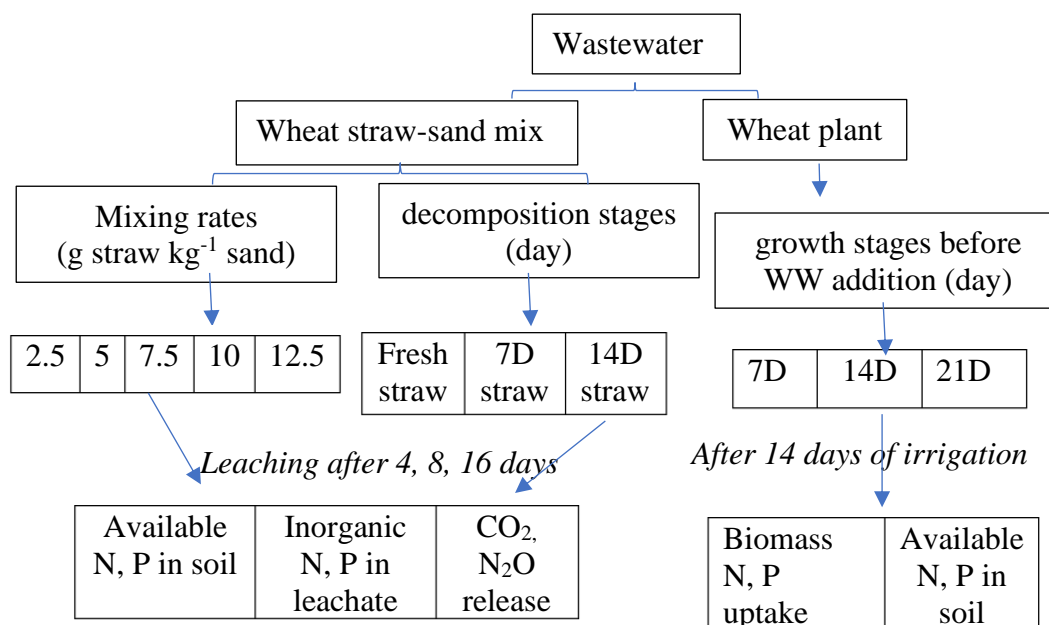 Wastewater
Wheat straw-sand mix
Wheat plant
Mixing rates
(g straw kg⁻¹ sand)
decomposition stages
(day)
growth stages before
WW addition (day)
2.5 5 7.5 10 12.5
Fresh
straw
7D
straw
14D
straw
7D 14D 21D
Leaching after 4, 8, 16 days
After 14 days of irrigation
Available
N, P in soil
Inorganic
N, P in
leachate
CO₂,
N₂O
release
Biomass
N, P
uptake
Available
N, P in
soil